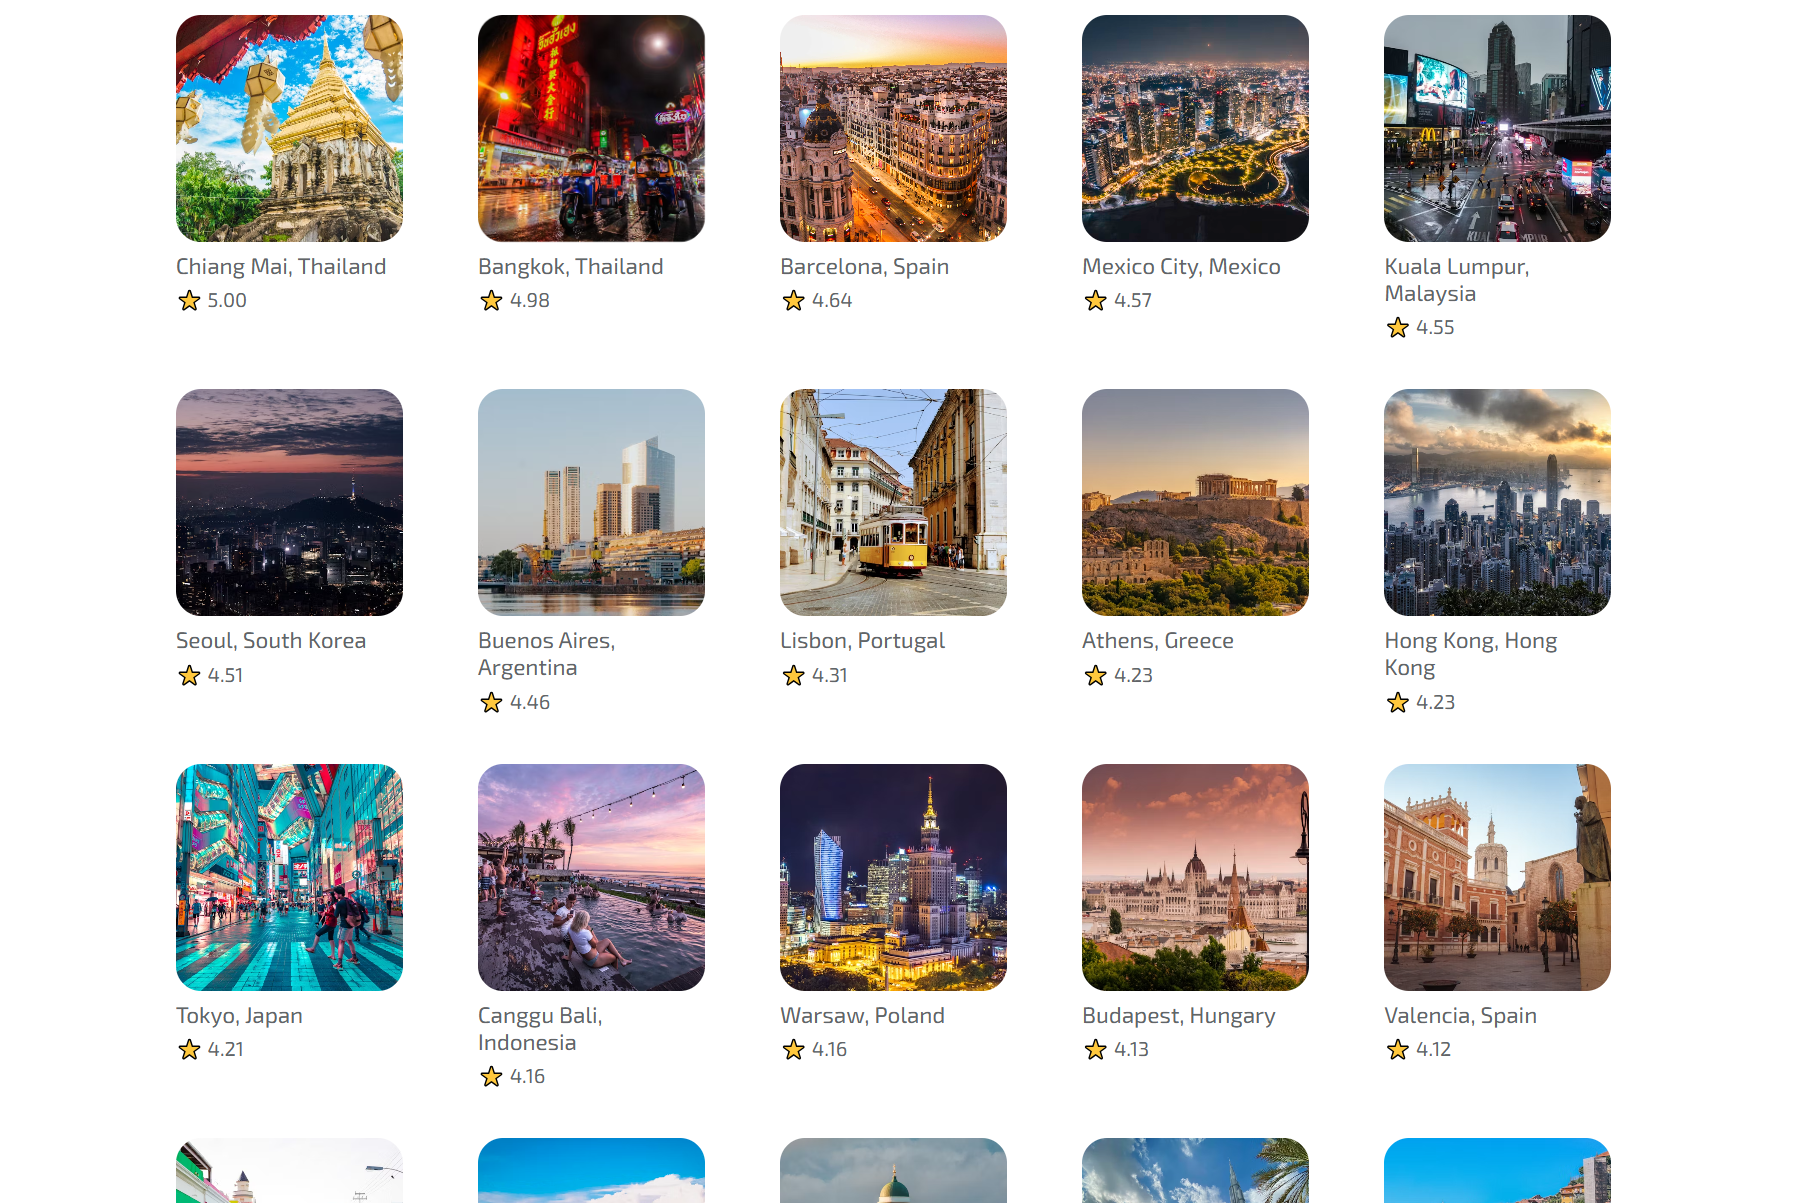 Chiang Mai, Thailand
5.00
Bangkok, Thailand
4.98
Barcelona, Spain
4.64
Mexico City, Mexico
4.57
Kuala Lumpur,
Malaysia
4.55
Seoul, South Korea
4.51
Buenos Aires,
Argentina
4.46
Lisbon, Portugal
4.31
Athens, Greece
4.23
Hong Kong, Hong
Kong
4.23
Tokyo, Japan
4.21
Canggu Bali,
Indonesia
4.16
Warsaw, Poland
4.16
Budapest, Hungary
4.13
Valencia, Spain
4.12